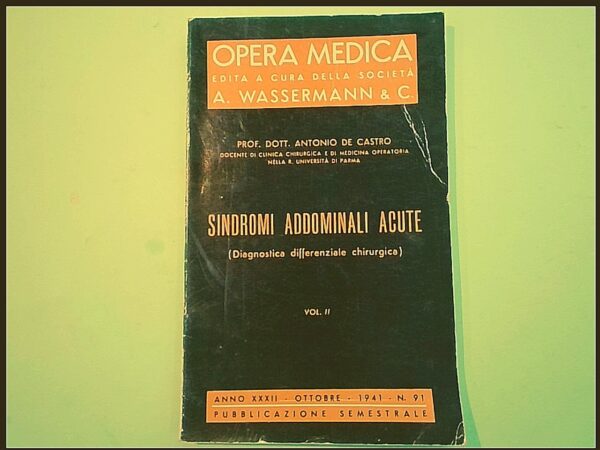 OPERA MEDICA
EDITA A CURA DELLA SOCIETÀ
A. WASSERMANN & C.
PROF. DOTT. ANTONIO DE CASTRO
DOCENTE DI CLINICA CHIRURGICA E DI MEDICINA OPERATORIA
NELLA R. UNIVERSITÀ DI PARMA
SINDROMI ADDOMINALI ACUTE
(Diagnostica differenziale chirurgica)
VOL. II
ANNO XXXII - OTTOBRE - 1941 - N. 91
PUBBLICAZIONE SEMESTRALE